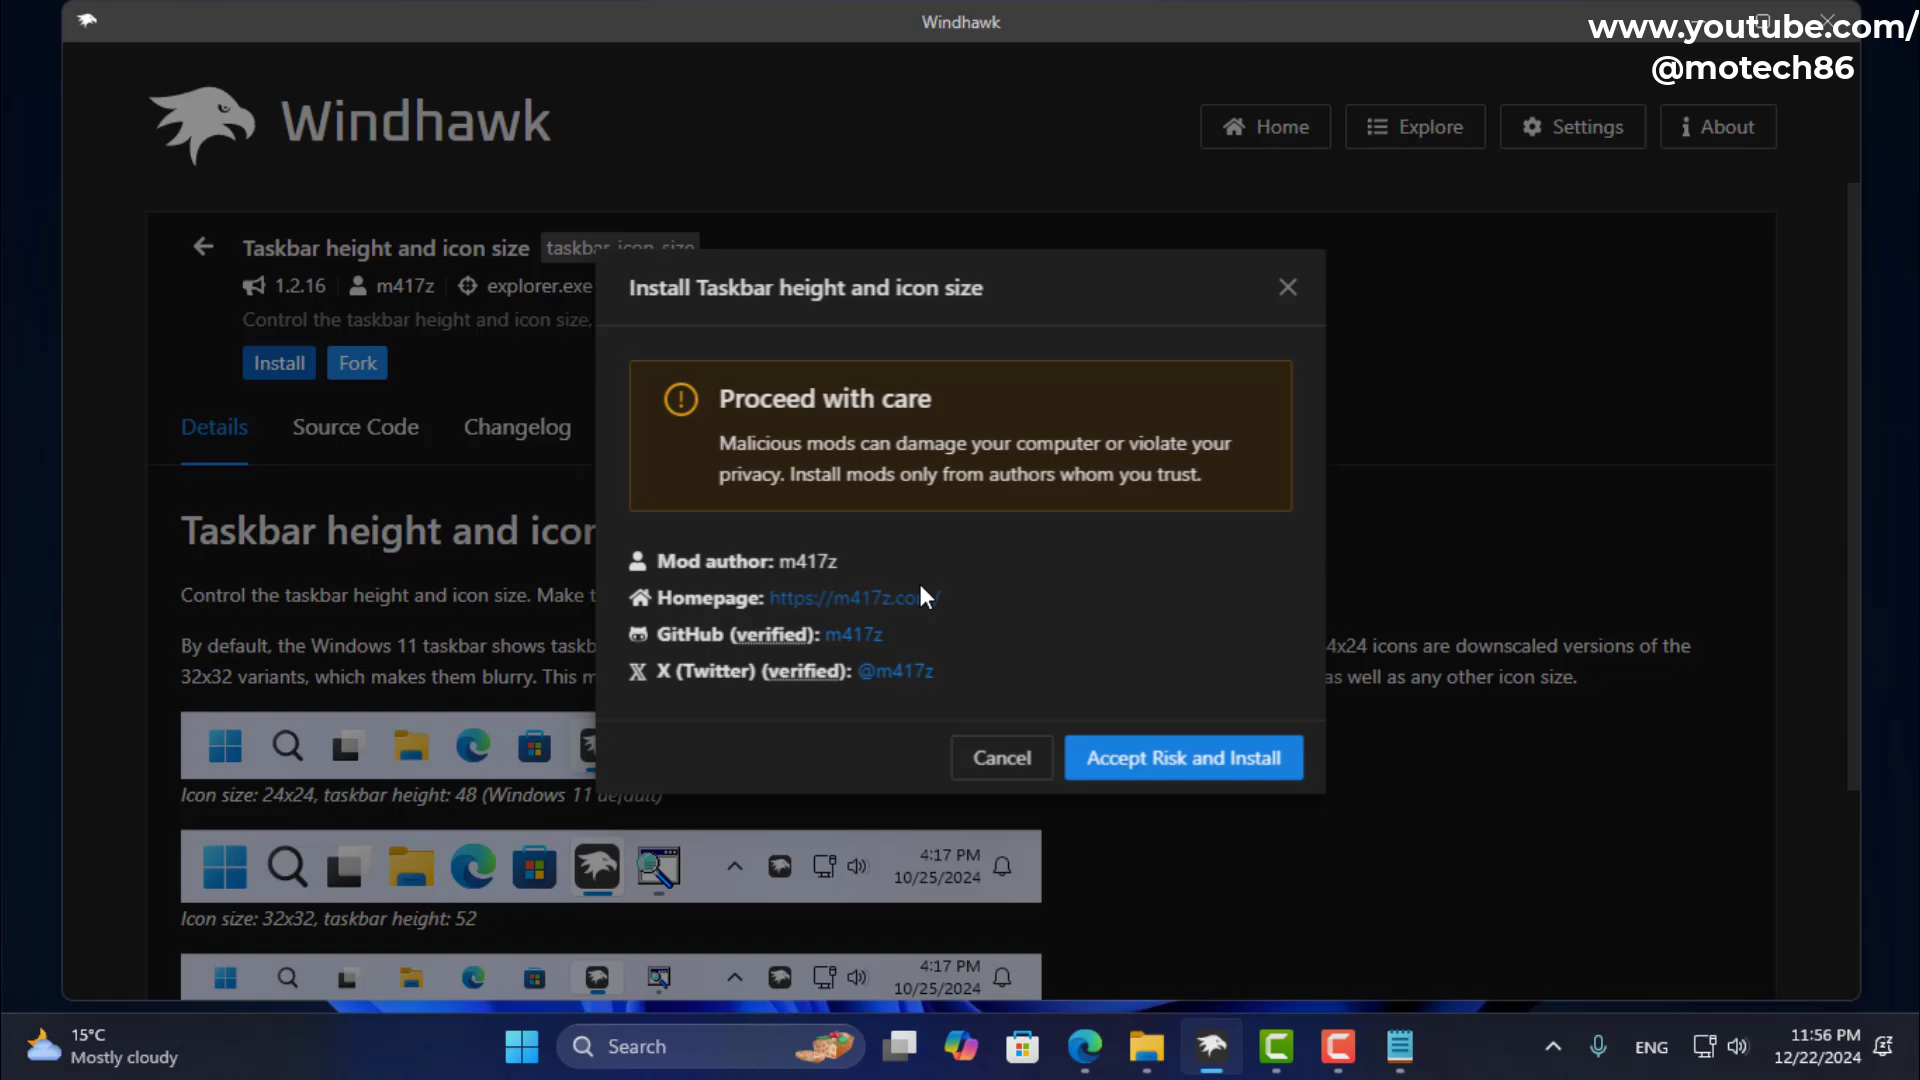 Windhawk
www.youtube.com/
@motech86
Windhawk
Home
Explore
Settings
About
Taskbar height and icon size
taskbar-icon-size
1.2.16
m417z
explorer.exe
Control the taskbar height and icon size,
Install
Fork
Details
Source Code
Changelog
Install Taskbar height and icon size
Proceed with care
Malicious mods can damage your computer or violate your
privacy. Install mods only from authors whom you trust.
Mod author: m417z
Homepage: https://m417z.com/
GitHub (verified): m417z
X (Twitter) (verified): @m417z
Cancel
Accept Risk and Install
Taskbar height and icon
Control the taskbar height and icon size. Make t
By default, the Windows 11 taskbar shows taskb
4x24 icons are downscaled versions of the
32x32 variants, which makes them blurry. This m
as well as any other icon size.
Icon size: 24x24, taskbar height: 48 (Windows 11 default)
4:17 PM
10/25/2024
Icon size: 32x32, taskbar height: 52
4:17 PM
10/25/2024
15°C
Mostly cloudy
Search
ENG
11:56 PM
12/22/2024